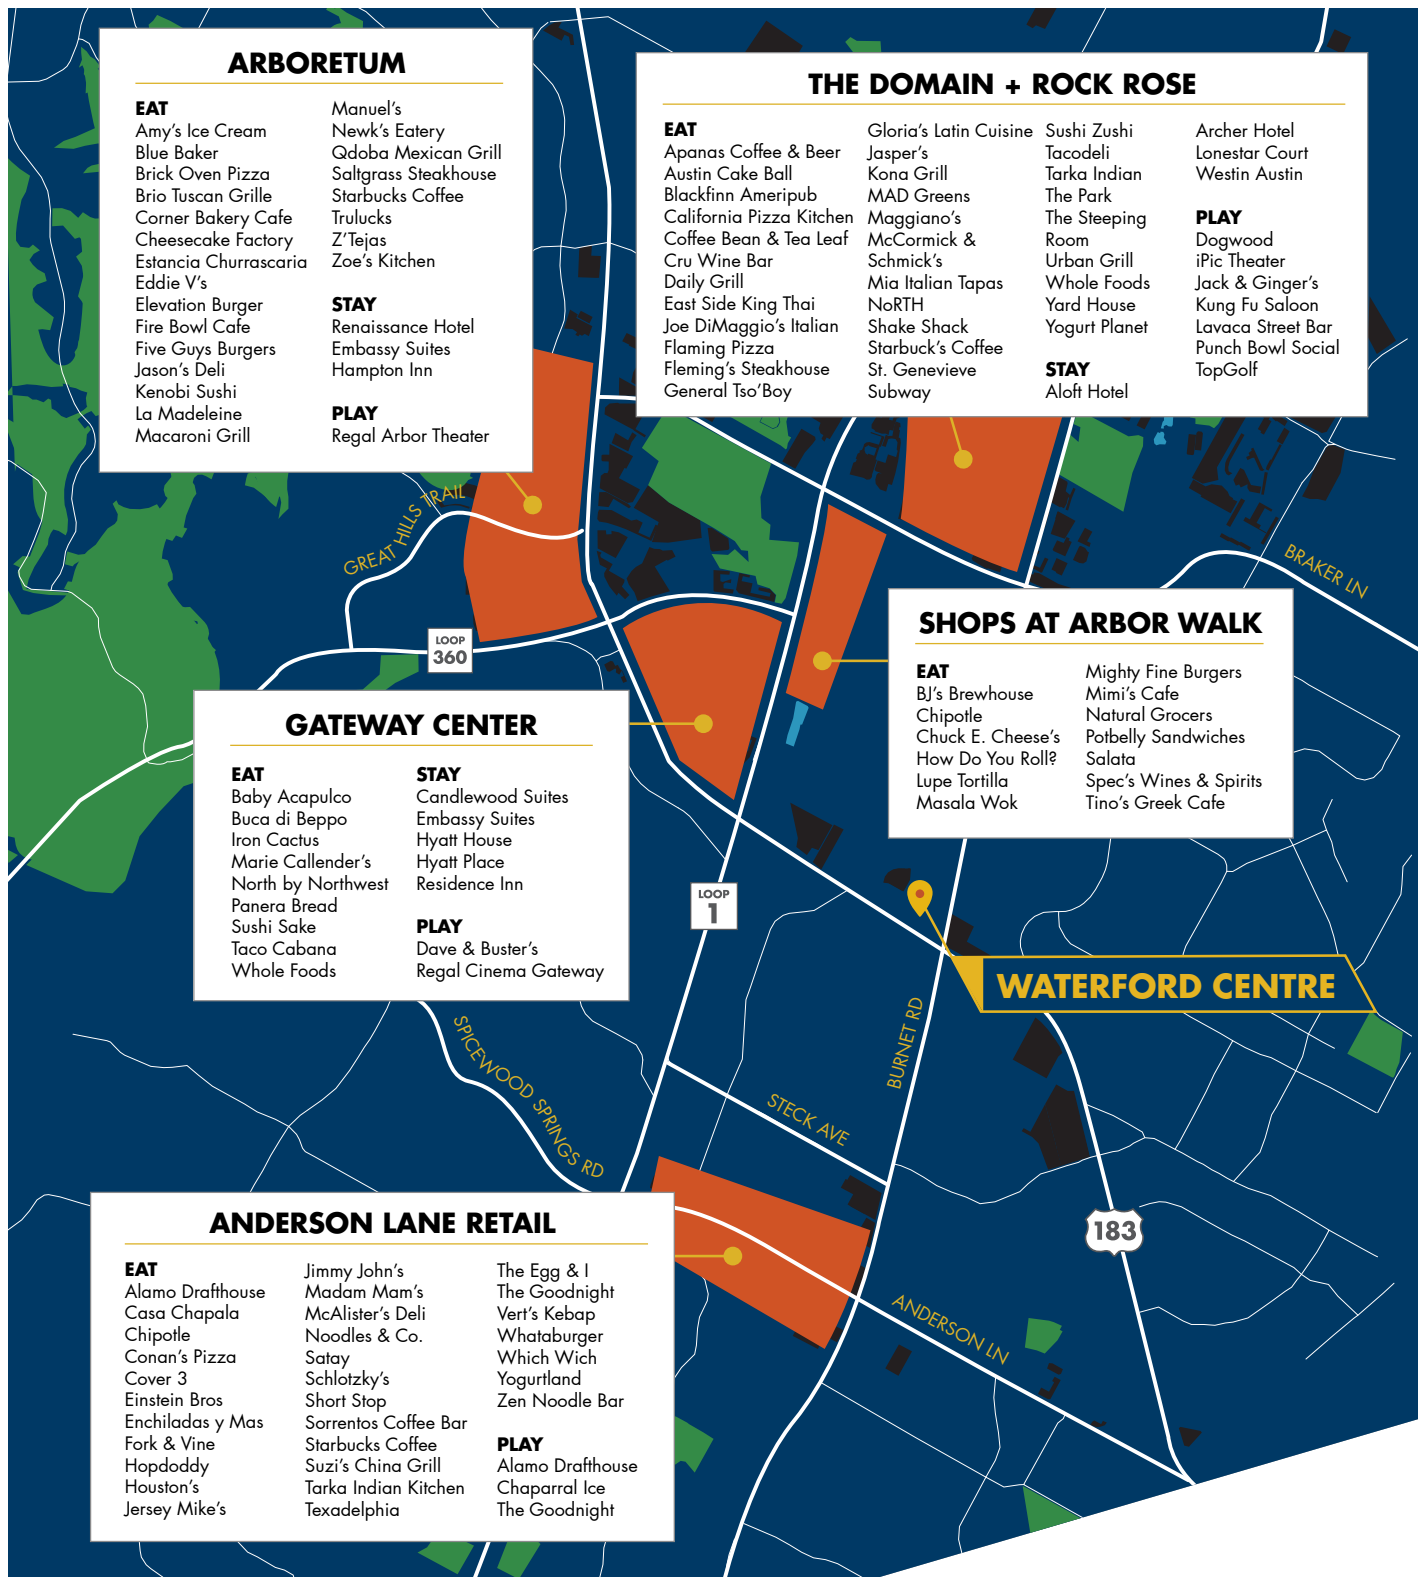 ARBORETUM
EAT
Amy's Ice Cream
Blue Baker
Brick Oven Pizza
Brio Tuscan Grille
Corner Bakery Cafe
Cheesecake Factory
Estancia Churrascaria
Eddie V's
Elevation Burger
Fire Bowl Cafe
Five Guys Burgers
Jason's Deli
Kenobi Sushi
La Madeleine
Macaroni Grill
Manuel's
Newk's Eatery
Qdoba Mexican Grill
Saltgrass Steakhouse
Starbucks Coffee
Trulucks
Z'Tejas
Zoe's Kitchen
STAY
Renaissance Hotel
Embassy Suites
Hampton Inn
PLAY
Regal Arbor Theater
THE DOMAIN + ROCK ROSE
EAT
Apanas Coffee & Beer
Austin Cake Ball
Blackfinn Ameripub
California Pizza Kitchen
Coffee Bean & Tea Leaf
Cru Wine Bar
Daily Grill
East Side King Thai
Joe DiMaggio's Italian
Flaming Pizza
Fleming's Steakhouse
General Tso'Boy
Gloria's Latin Cuisine
Jasper's
Kona Grill
MAD Greens
Maggiano's
McCormick &
Schmick's
Mia Italian Tapas
NoRTH
Shake Shack
Starbuck's Coffee
St. Genevieve
Subway
Sushi Zushi
Tacodeli
Tarka Indian
The Park
The Steeping
Room
Urban Grill
Whole Foods
Yard House
Yogurt Planet
STAY
Aloft Hotel
Archer Hotel
Lonestar Court
Westin Austin
PLAY
Dogwood
iPic Theater
Jack & Ginger's
Kung Fu Saloon
Lavaca Street Bar
Punch Bowl Social
TopGolf
GREAT HILLS TRAIL
BRAKER LN
LOOP
360
SHOPS AT ARBOR WALK
EAT
BJ's Brewhouse
Chipotle
Chuck E. Cheese's
How Do You Roll?
Lupe Tortilla
Masala Wok
Mighty Fine Burgers
Mimi's Cafe
Natural Grocers
Potbelly Sandwiches
Salata
Spec's Wines & Spirits
Tino's Greek Cafe
GATEWAY CENTER
EAT
Baby Acapulco
Buca di Beppo
Iron Cactus
Marie Callender's
North by Northwest
Panera Bread
Sushi Sake
Taco Cabana
Whole Foods
STAY
Candlewood Suites
Embassy Suites
Hyatt House
Hyatt Place
Residence Inn
PLAY
Dave & Buster's
Regal Cinema Gateway
LOOP
1
WATERFORD CENTRE
SPICEWOOD SPRINGS RD
BURNET RD
STECK AVE
183
ANDERSON LANE RETAIL
EAT
Alamo Drafthouse
Casa Chapala
Chipotle
Conan's Pizza
Cover 3
Einstein Bros
Enchiladas y Mas
Fork & Vine
Hopdoddy
Houston's
Jersey Mike's
Jimmy John's
Madam Mam's
McAlister's Deli
Noodles & Co.
Satay
Schlotzky's
Short Stop
Sorrentos Coffee Bar
Starbucks Coffee
Suzi's China Grill
Tarka Indian Kitchen
Texadelphia
The Egg & I
The Goodnight
Vert's Kebap
Whataburger
Which Wich
Yogurtland
Zen Noodle Bar
PLAY
Alamo Drafthouse
Chaparral Ice
The Goodnight
ANDERSON LN